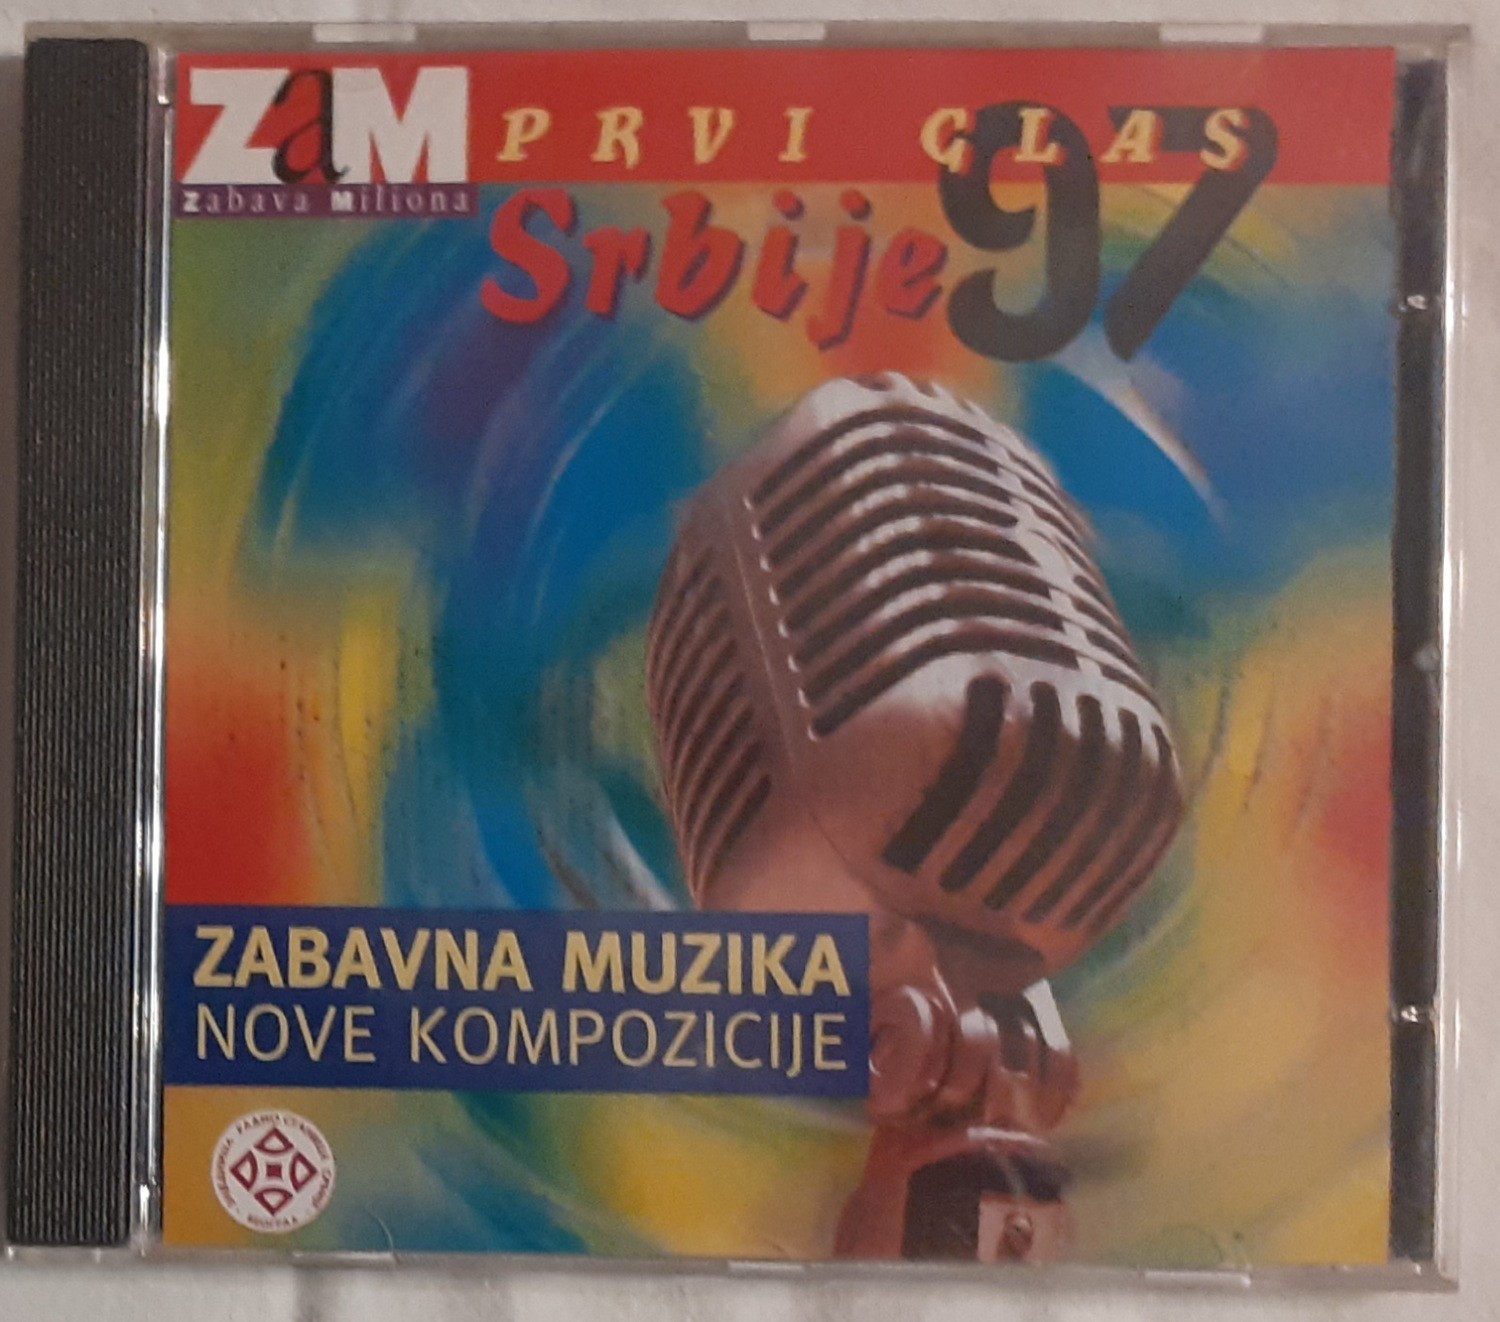 ZaM
Zabava Miliona
PRVI GLAS
Srbije 97
ZABAVNA MUZIKA
NOVE KOMPOZICIJE